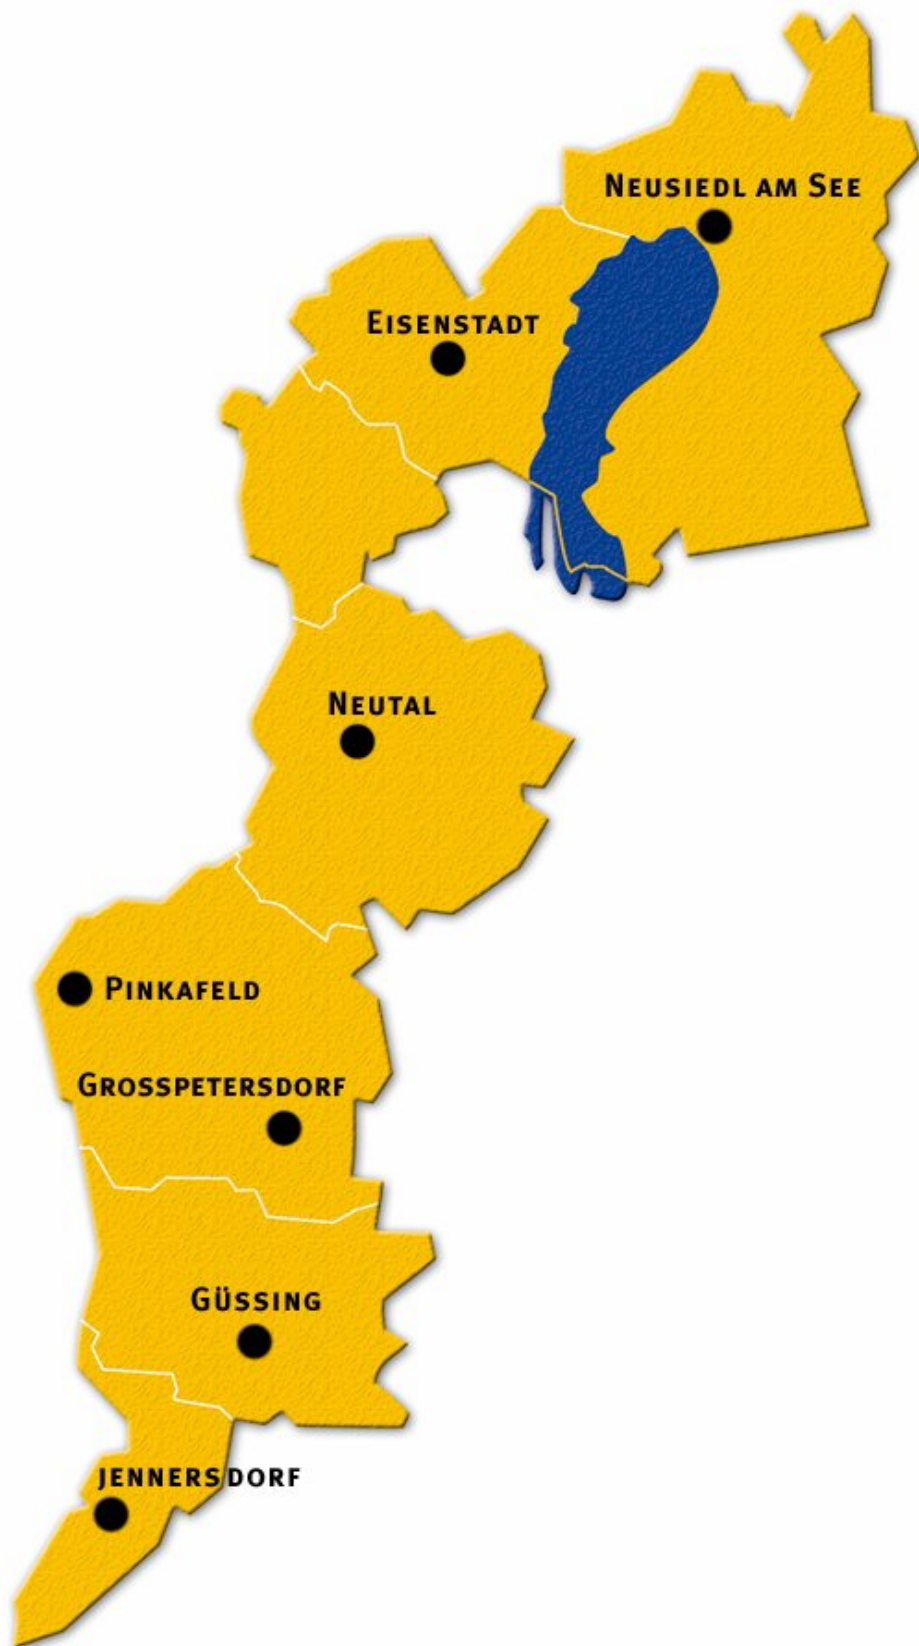 Neusiedl am See
Eisenstadt
Neutal
Pinkafeld
Grosspetersdorf
Güssing
Jennersdorf